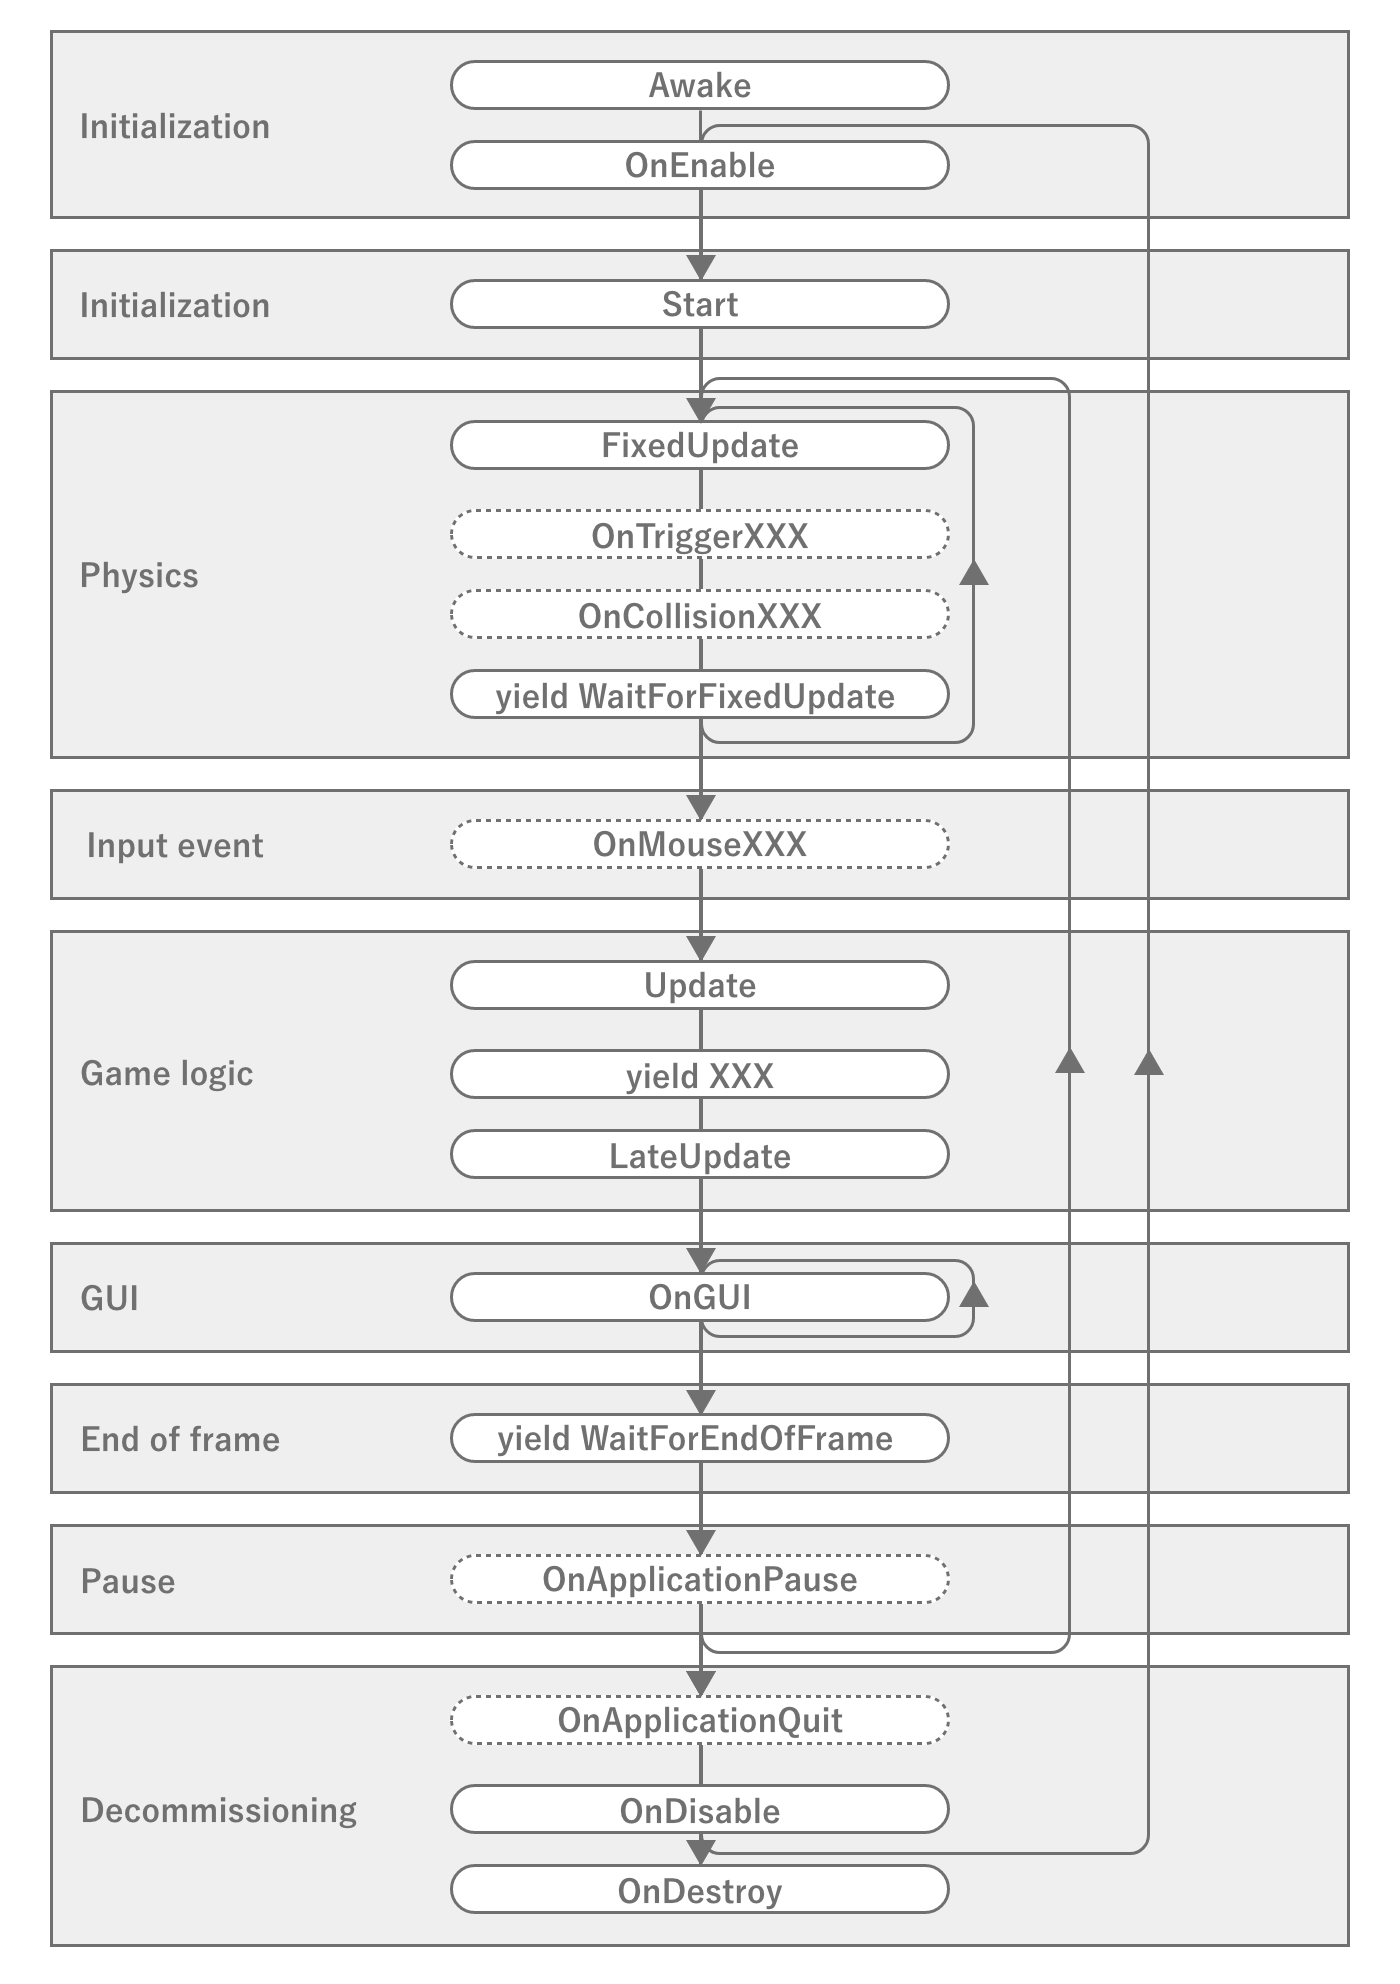 Initialization
Awake
OnEnable
Initialization
Start
Physics
FixedUpdate
OnTriggerXXX
OnCollisionXXX
yield WaitForFixedUpdate
Input event
OnMouseXXX
Game logic
Update
yield XXX
LateUpdate
GUI
OnGUI
End of frame
yield WaitForEndOfFrame
Pause
OnApplicationPause
Decommissioning
OnApplicationQuit
OnDisable
OnDestroy